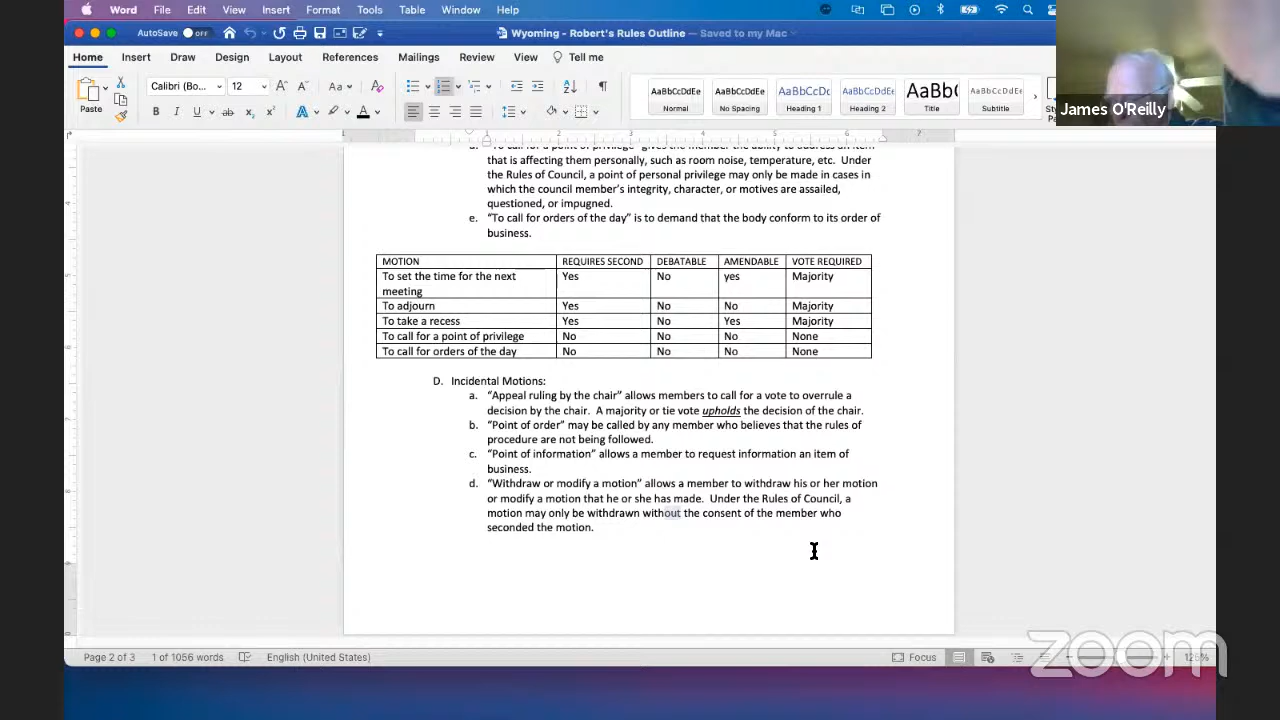 Word File Edit View Insert Format Tools Table Window Help
AutoSave OFF Wyoming - Robert's Rules Outline — Saved to my Mac
Home Insert Draw Design Layout References Mailings Review View Tell me
Calibri (Bo... 12
Paste
AaBbCcDdEe AaBbCcDdEe AaBbCcDdEe AaBbCcDdEe AaBb AaBbCcDdEe
Normal No Spacing Heading 1 Heading 2 Title Subtitle
James O'Reilly
that is affecting them personally, such as room noise, temperature, etc. Under
the Rules of Council, a point of personal privilege may only be made in cases in
which the council member's integrity, character, or motives are assailed,
questioned, or impugned.
e. "To call for orders of the day" is to demand that the body conform to its order of
business.
MOTION REQUIRES SECOND DEBATABLE AMENDABLE VOTE REQUIRED
To set the time for the next Yes No yes Majority
meeting
To adjourn Yes No No Majority
To take a recess Yes No Yes Majority
To call for a point of privilege No No No None
To call for orders of the day No No No None
D. Incidental Motions:
a. "Appeal ruling by the chair" allows members to call for a vote to overrule a
decision by the chair. A majority or tie vote upholds the decision of the chair.
b. "Point of order" may be called by any member who believes that the rules of
procedure are not being followed.
c. "Point of information" allows a member to request information an item of
business.
d. "Withdraw or modify a motion" allows a member to withdraw his or her motion
or modify a motion that he or she has made. Under the Rules of Council, a
motion may only be withdrawn without the consent of the member who
seconded the motion.
Page 2 of 3 1 of 1056 words English (United States) Focus
zoom